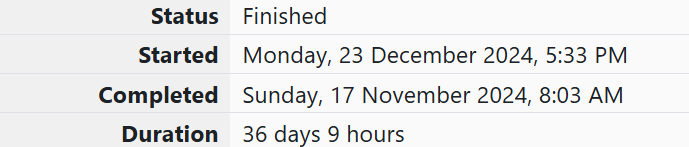 Status Finished
Started Monday, 23 December 2024, 5:33 PM
Completed Sunday, 17 November 2024, 8:03 AM
Duration 36 days 9 hours